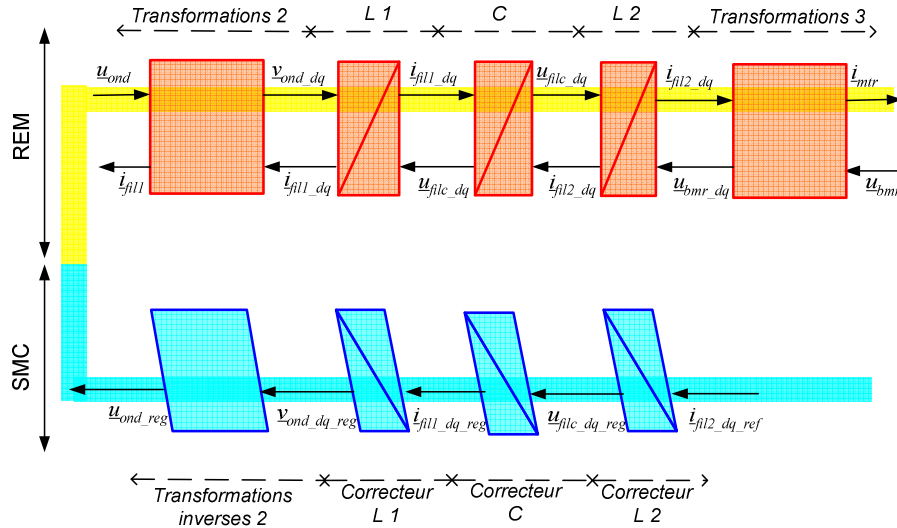 Transformations 2
L 1
C
L 2
Transformations 3
u_ond
v_ond_dq
i_fil1_dq
u_filc_dq
i_fil2_dq
i_mtr
REM
i_fil1
i_fil1_dq
u_filc_dq
i_fil2_dq
u_bmr_dq
u_bmr
SMC
u_ond_reg
v_ond_dq_reg
i_fil1_dq_reg
u_filc_dq_reg
i_fil2_dq_ref
Transformations
inverses 2
Correcteur
L 1
Correcteur
C
Correcteur
L 2